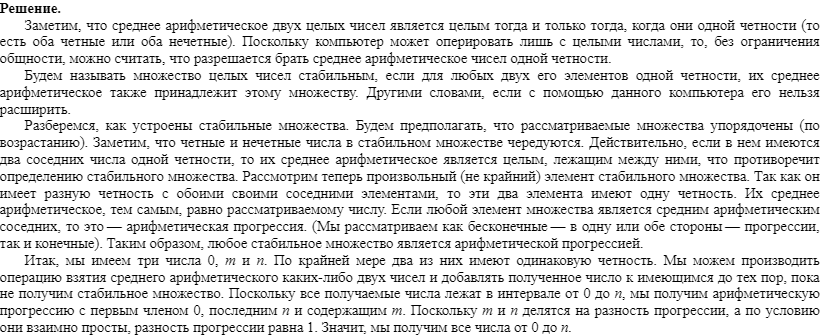 Решение.
Заметим, что среднее арифметическое двух целых чисел является целым тогда и только тогда, когда они одной четности (то
есть оба четные или оба нечетные). Поскольку компьютер может оперировать лишь с целыми числами, то, без ограничения
общности, можно считать, что разрешается брать среднее арифметическое чисел одной четности.
Будем называть множество целых чисел стабильным, если для любых двух его элементов одной четности, их среднее
арифметическое также принадлежит этому множеству. Другими словами, если с помощью данного компьютера его нельзя
расширить.
Разберемся, как устроены стабильные множества. Будем предполагать, что рассматриваемые множества упорядочены (по
возрастанию). Заметим, что четные и нечетные числа в стабильном множестве чередуются. Действительно, если в нем имеются
два соседних числа одной четности, то их среднее арифметическое является целым, лежащим между ними, что противоречит
определению стабильного множества. Рассмотрим теперь произвольный (не крайний) элемент стабильного множества. Так как он
имеет разную четность с обоими своими соседними элементами, то эти два элемента имеют одну четность. Их среднее
арифметическое, тем самым, равно рассматриваемому числу. Если любой элемент множества является средним арифметическим
соседних, то это — арифметическая прогрессия. (Мы рассматриваем как бесконечные — в одну или обе стороны — прогрессии,
так и конечные). Таким образом, любое стабильное множество является арифметической прогрессией.
Итак, мы имеем три числа 0, m и n. По крайней мере два из них имеют одинаковую четность. Мы можем производить
операцию взятия среднего арифметического каких-либо двух чисел и добавлять полученное число к имеющимся до тех пор, пока
не получим стабильное множество. Поскольку все получаемые числа лежат в интервале от 0 до n, мы получим арифметическую
прогрессию с первым членом 0, последним n и содержащим m. Поскольку m и n делятся на разность прогрессии, а по условию
они взаимно просты, разность прогрессии равна 1. Значит, мы получим все числа от 0 до n.